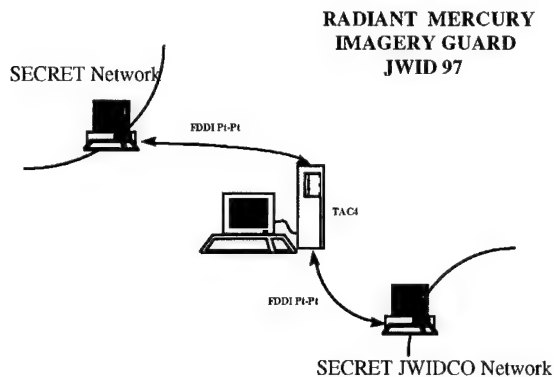 RADIANT MERCURY
IMAGERY GUARD
JWID 97
SECRET Network
FDDI Pt-Pt
TAC4
FDDI Pt-Pt
SECRET JWIDCO Network